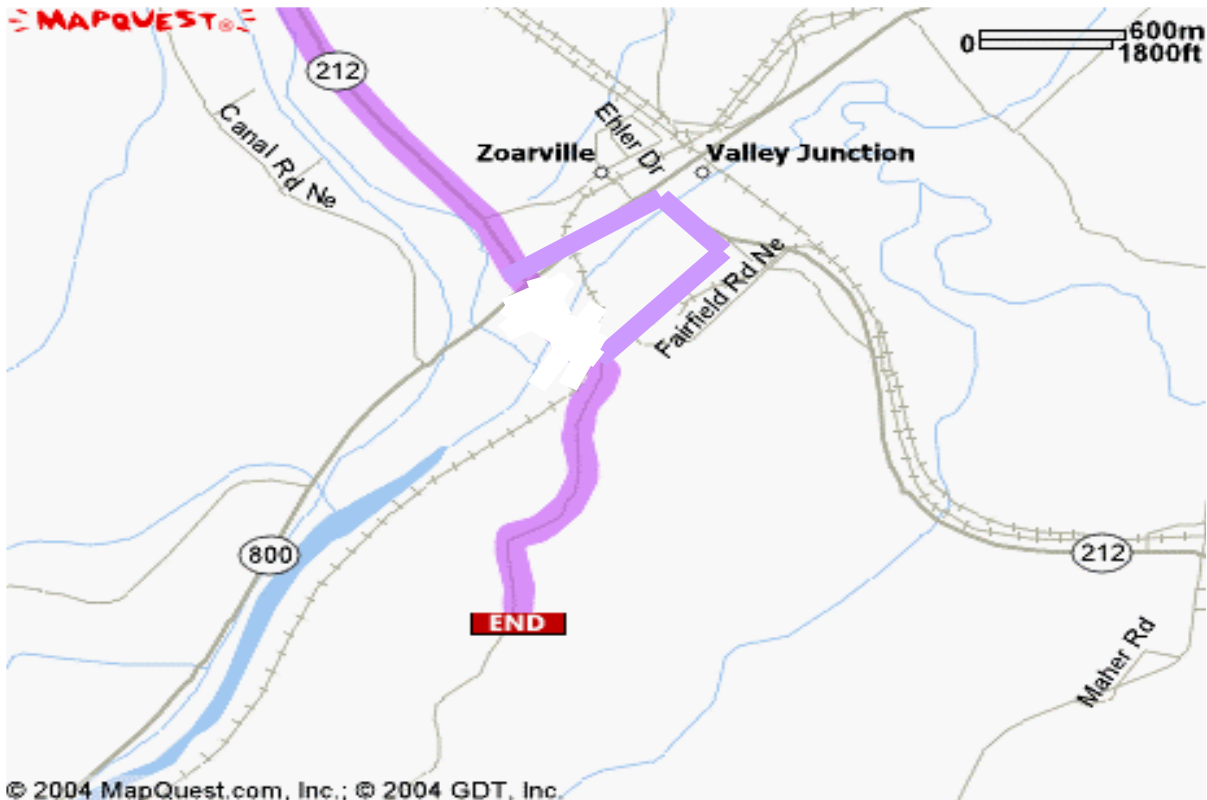 MAPQUEST®
600m
0
1800ft
212
Canal Rd Ne
Ehler Dr
Zoarville
Valley Junction
Fairfield Rd Ne
800
212
END
Maher Rd
© 2004 MapQuest.com, Inc.; © 2004 GDT, Inc.